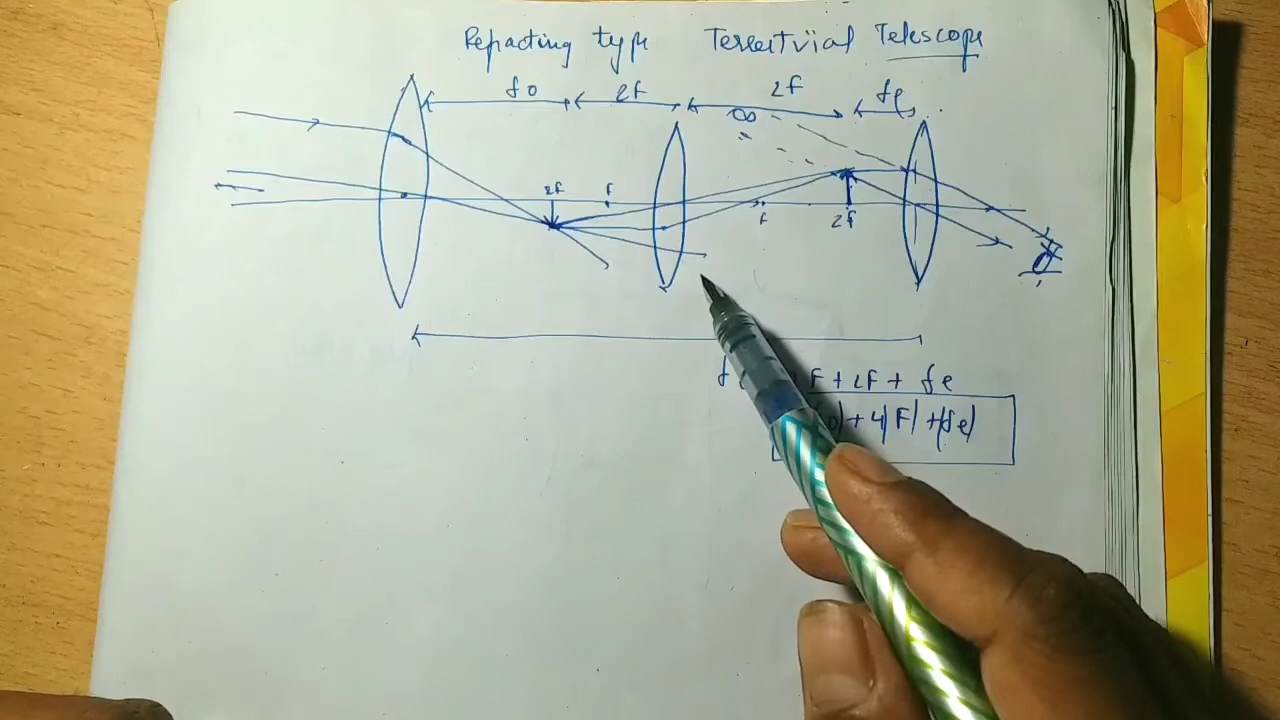 Refracting type Terrestrial Telescope
fo 2F 2F fe
∞
2F F F 2F
F + 2F + fe
+ 4|F| + |fe|